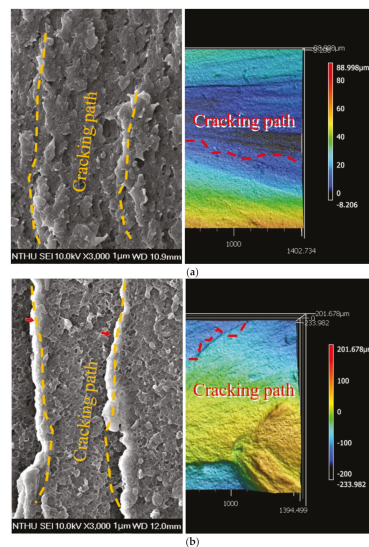 Cracking path
NTHU SEI 10.0kV X3,000 1μm WD 10.9mm
88.998μm
80
60
40
20
0
-8.206
Cracking path
1000
1402.734
(a)
Cracking path
NTHU SEI 10.0kV X3,000 1μm WD 12.0mm
201.678μm
-233.982
201.678μm
100
0
-100
-200
-233.982
Cracking path
1000
1394.499
(b)